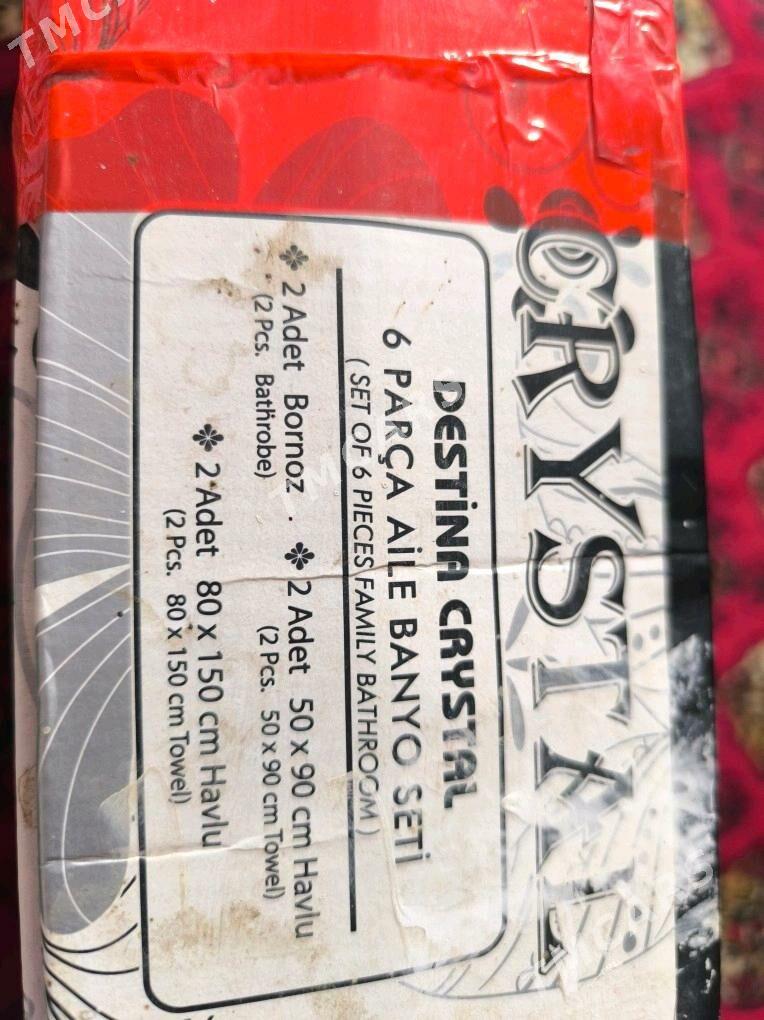 CRYSTAL
DESTİNA CRYSTAL
6 PARÇA AİLE BANYO SETİ
( SET OF 6 PIECES FAMILY BATHROOM )
2 Adet Bornoz . 2 Adet 50 x 90 cm Havlu
(2 Pcs. Bathrobe) (2 Pcs. 50 x 90 cm Towel)
2 Adet 80 x 150 cm Havlu
(2 Pcs. 80 x 150 cm Towel)